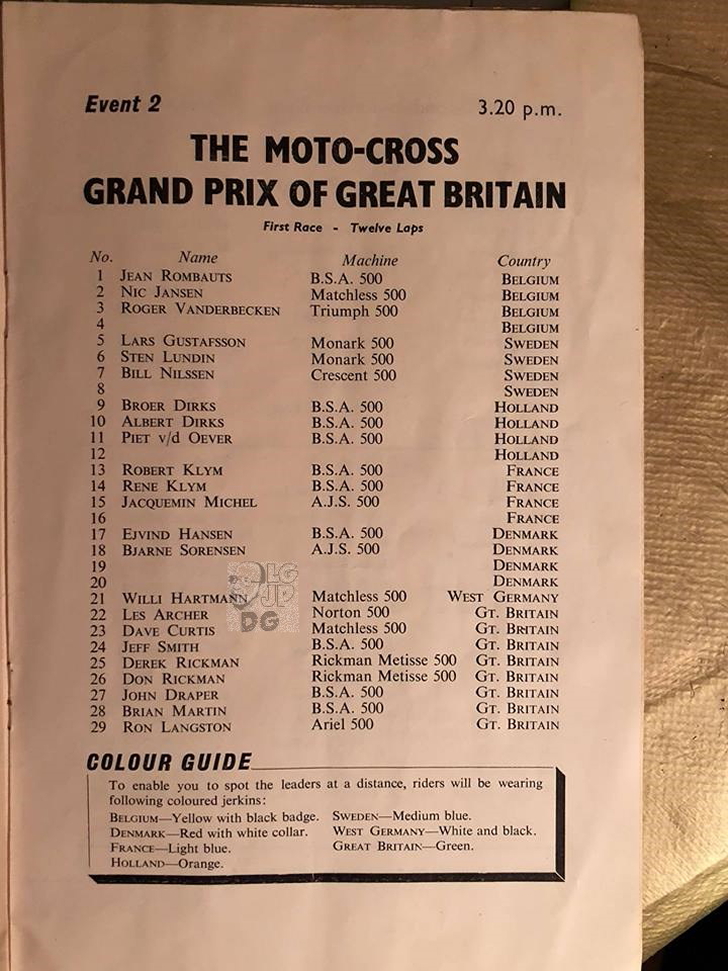 Event 2 3.20 p.m.
THE MOTO-CROSS
GRAND PRIX OF GREAT BRITAIN
First Race - Twelve Laps
No. Name Machine Country
1 JEAN ROMBAUTS B.S.A. 500 BELGIUM
2 NIC JANSEN Matchless 500 BELGIUM
3 ROGER VANDERBECKEN Triumph 500 BELGIUM
4 BELGIUM
5 LARS GUSTAFSSON Monark 500 SWEDEN
6 STEN LUNDIN Monark 500 SWEDEN
7 BILL NILSSEN Crescent 500 SWEDEN
8 SWEDEN
9 BROER DIRKS B.S.A. 500 HOLLAND
10 ALBERT DIRKS B.S.A. 500 HOLLAND
11 PIET v/d OEVER B.S.A. 500 HOLLAND
12 HOLLAND
13 ROBERT KLYM B.S.A. 500 FRANCE
14 RENE KLYM B.S.A. 500 FRANCE
15 JACQUEMIN MICHEL A.J.S. 500 FRANCE
16 FRANCE
17 EJVIND HANSEN B.S.A. 500 DENMARK
18 BJARNE SORENSEN A.J.S. 500 DENMARK
19 DENMARK
20 DENMARK
21 WILLI HARTMANN Matchless 500 WEST GERMANY
22 LES ARCHER Norton 500 GT. BRITAIN
23 DAVE CURTIS Matchless 500 GT. BRITAIN
24 JEFF SMITH B.S.A. 500 GT. BRITAIN
25 DEREK RICKMAN Rickman Metisse 500 GT. BRITAIN
26 DON RICKMAN Rickman Metisse 500 GT. BRITAIN
27 JOHN DRAPER B.S.A. 500 GT. BRITAIN
28 BRIAN MARTIN B.S.A. 500 GT. BRITAIN
29 RON LANGSTON Ariel 500 GT. BRITAIN
LG
JP
DG
COLOUR GUIDE
To enable you to spot the leaders at a distance, riders will be wearing
following coloured jerkins:
BELGIUM—Yellow with black badge. SWEDEN—Medium blue.
DENMARK—Red with white collar. WEST GERMANY—White and black.
FRANCE—Light blue. GREAT BRITAIN—Green.
HOLLAND—Orange.